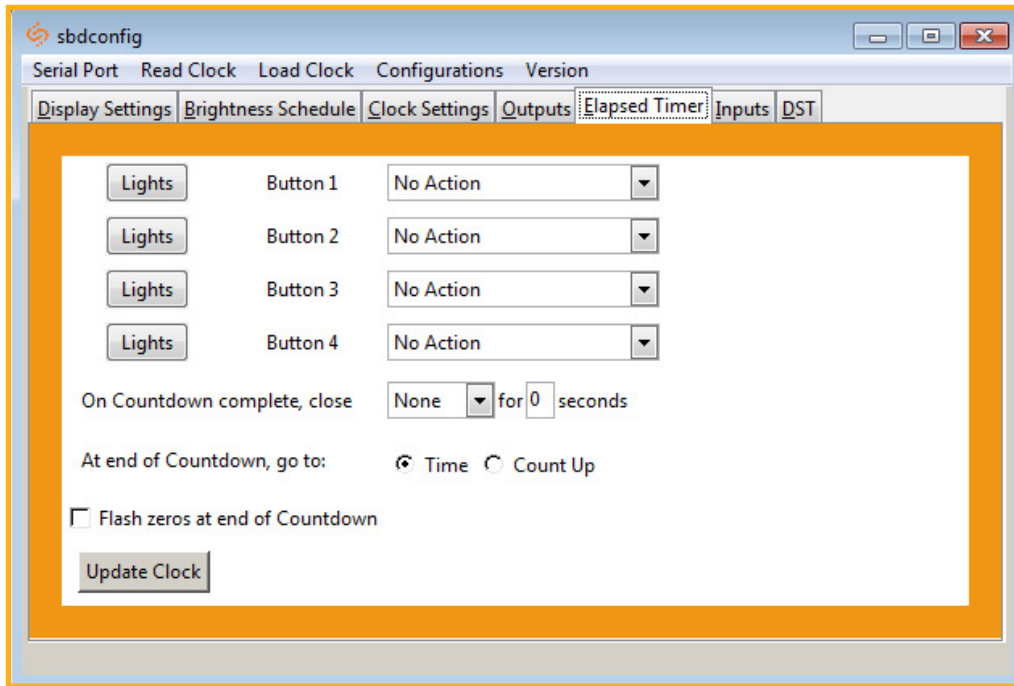 sbdconfig
Serial Port Read Clock Load Clock Configurations Version
Display Settings Brightness Schedule Clock Settings Outputs Elapsed Timer Inputs DST
Lights Button 1 No Action
Lights Button 2 No Action
Lights Button 3 No Action
Lights Button 4 No Action
On Countdown complete, close None for 0 seconds
At end of Countdown, go to: Time Count Up
Flash zeros at end of Countdown
Update Clock